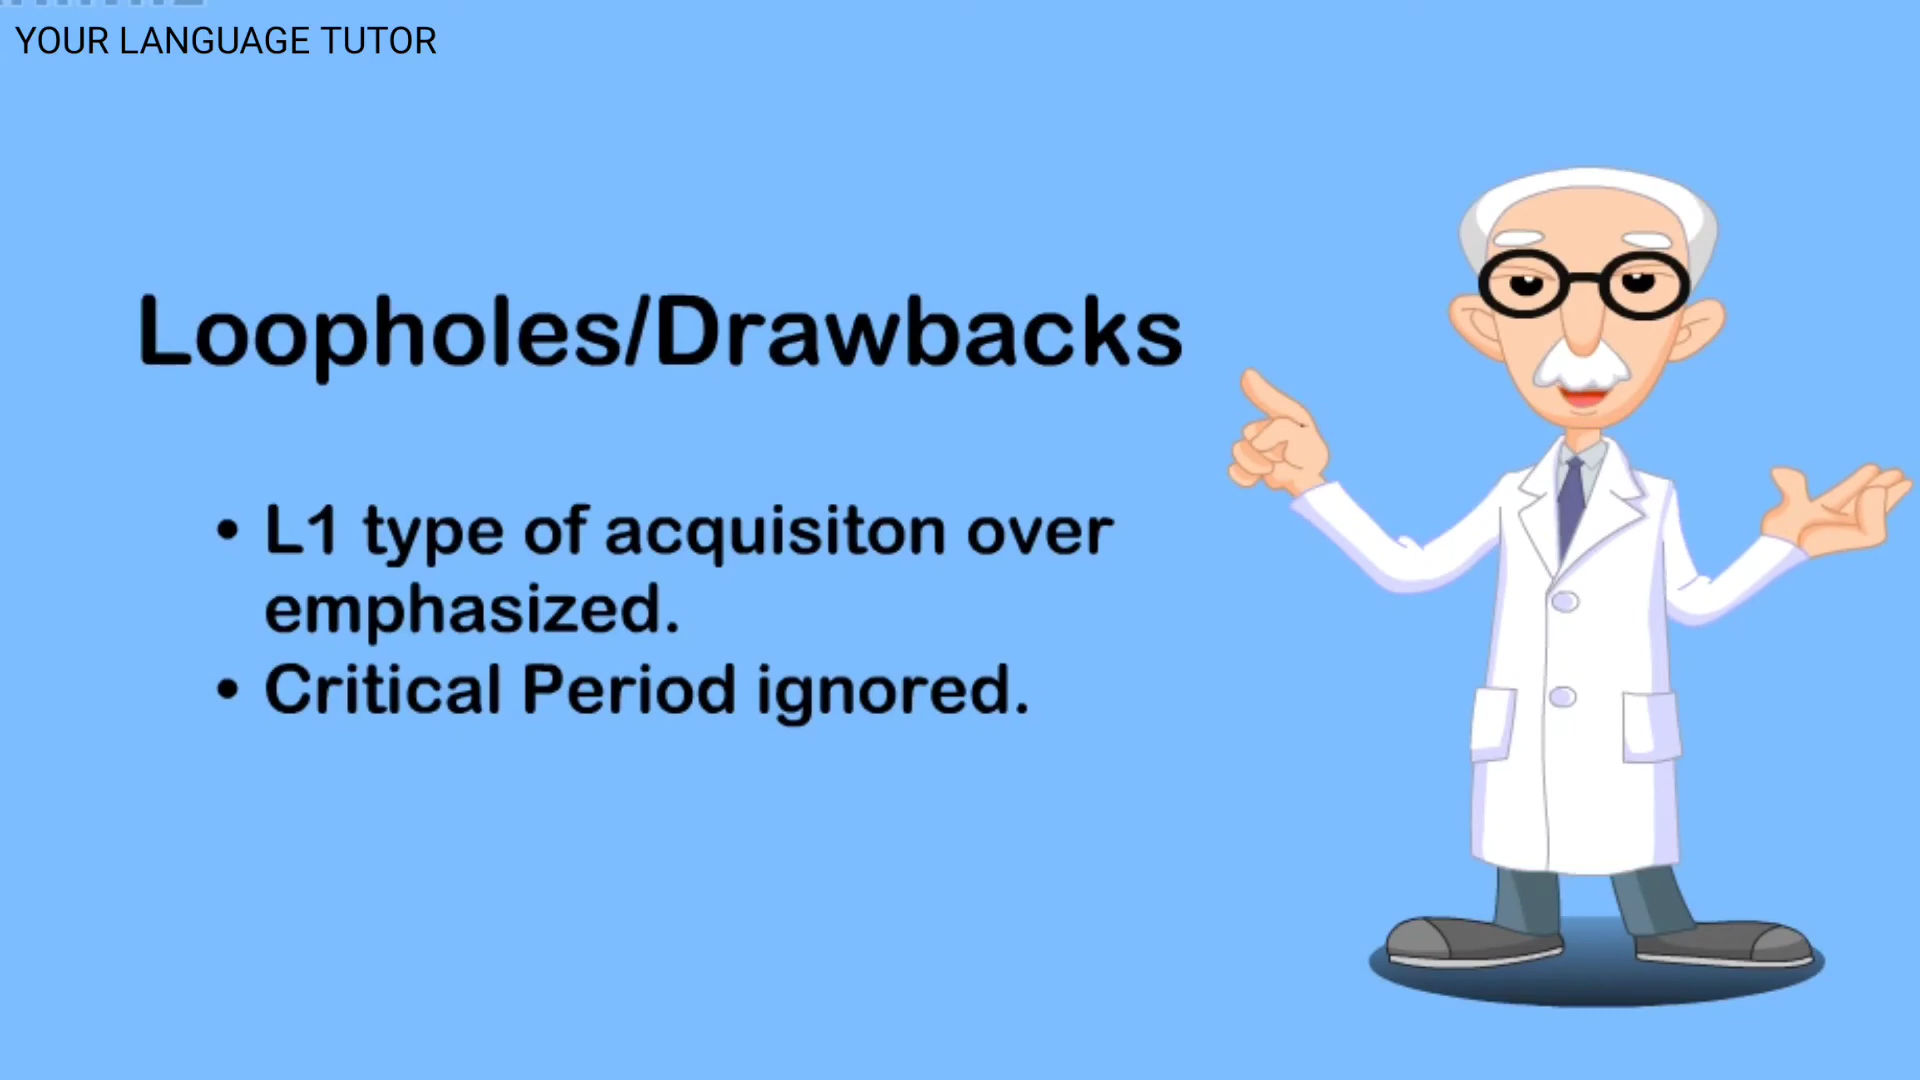 YOUR LANGUAGE TUTOR
Loopholes/Drawbacks
• L1 type of acquisiton over
emphasized.
• Critical Period ignored.